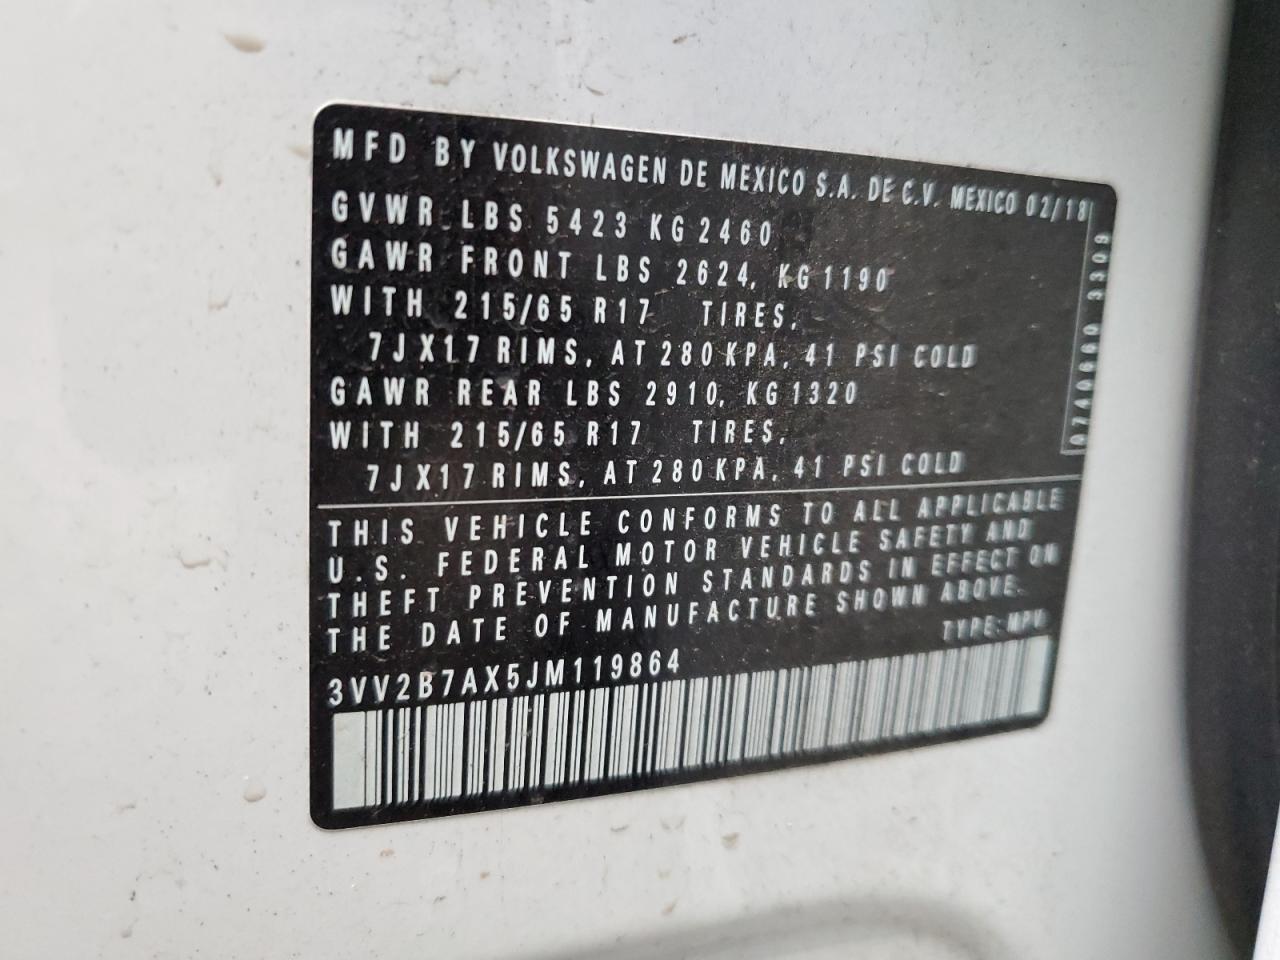 MFD BY VOLKSWAGEN DE MEXICO S.A. DE C.V. MEXICO 02/18
GVWR LBS 5423 KG 2460
GAWR FRONT LBS 2624, KG 1190
WITH 215/65 R17 TIRES,
7JX17 RIMS, AT 280 KPA, 41 PSI COLD
GAWR REAR LBS 2910, KG 1320
WITH 215/65 R17 TIRES,
7JX17 RIMS, AT 280 KPA, 41 PSI COLD
THIS VEHICLE CONFORMS TO ALL APPLICABLE
U.S. FEDERAL MOTOR VEHICLE SAFETY AND
THEFT PREVENTION STANDARDS IN EFFECT ON
THE DATE OF MANUFACTURE SHOWN ABOVE.
TYPE: MPV
3VV2B7AX5JM119864